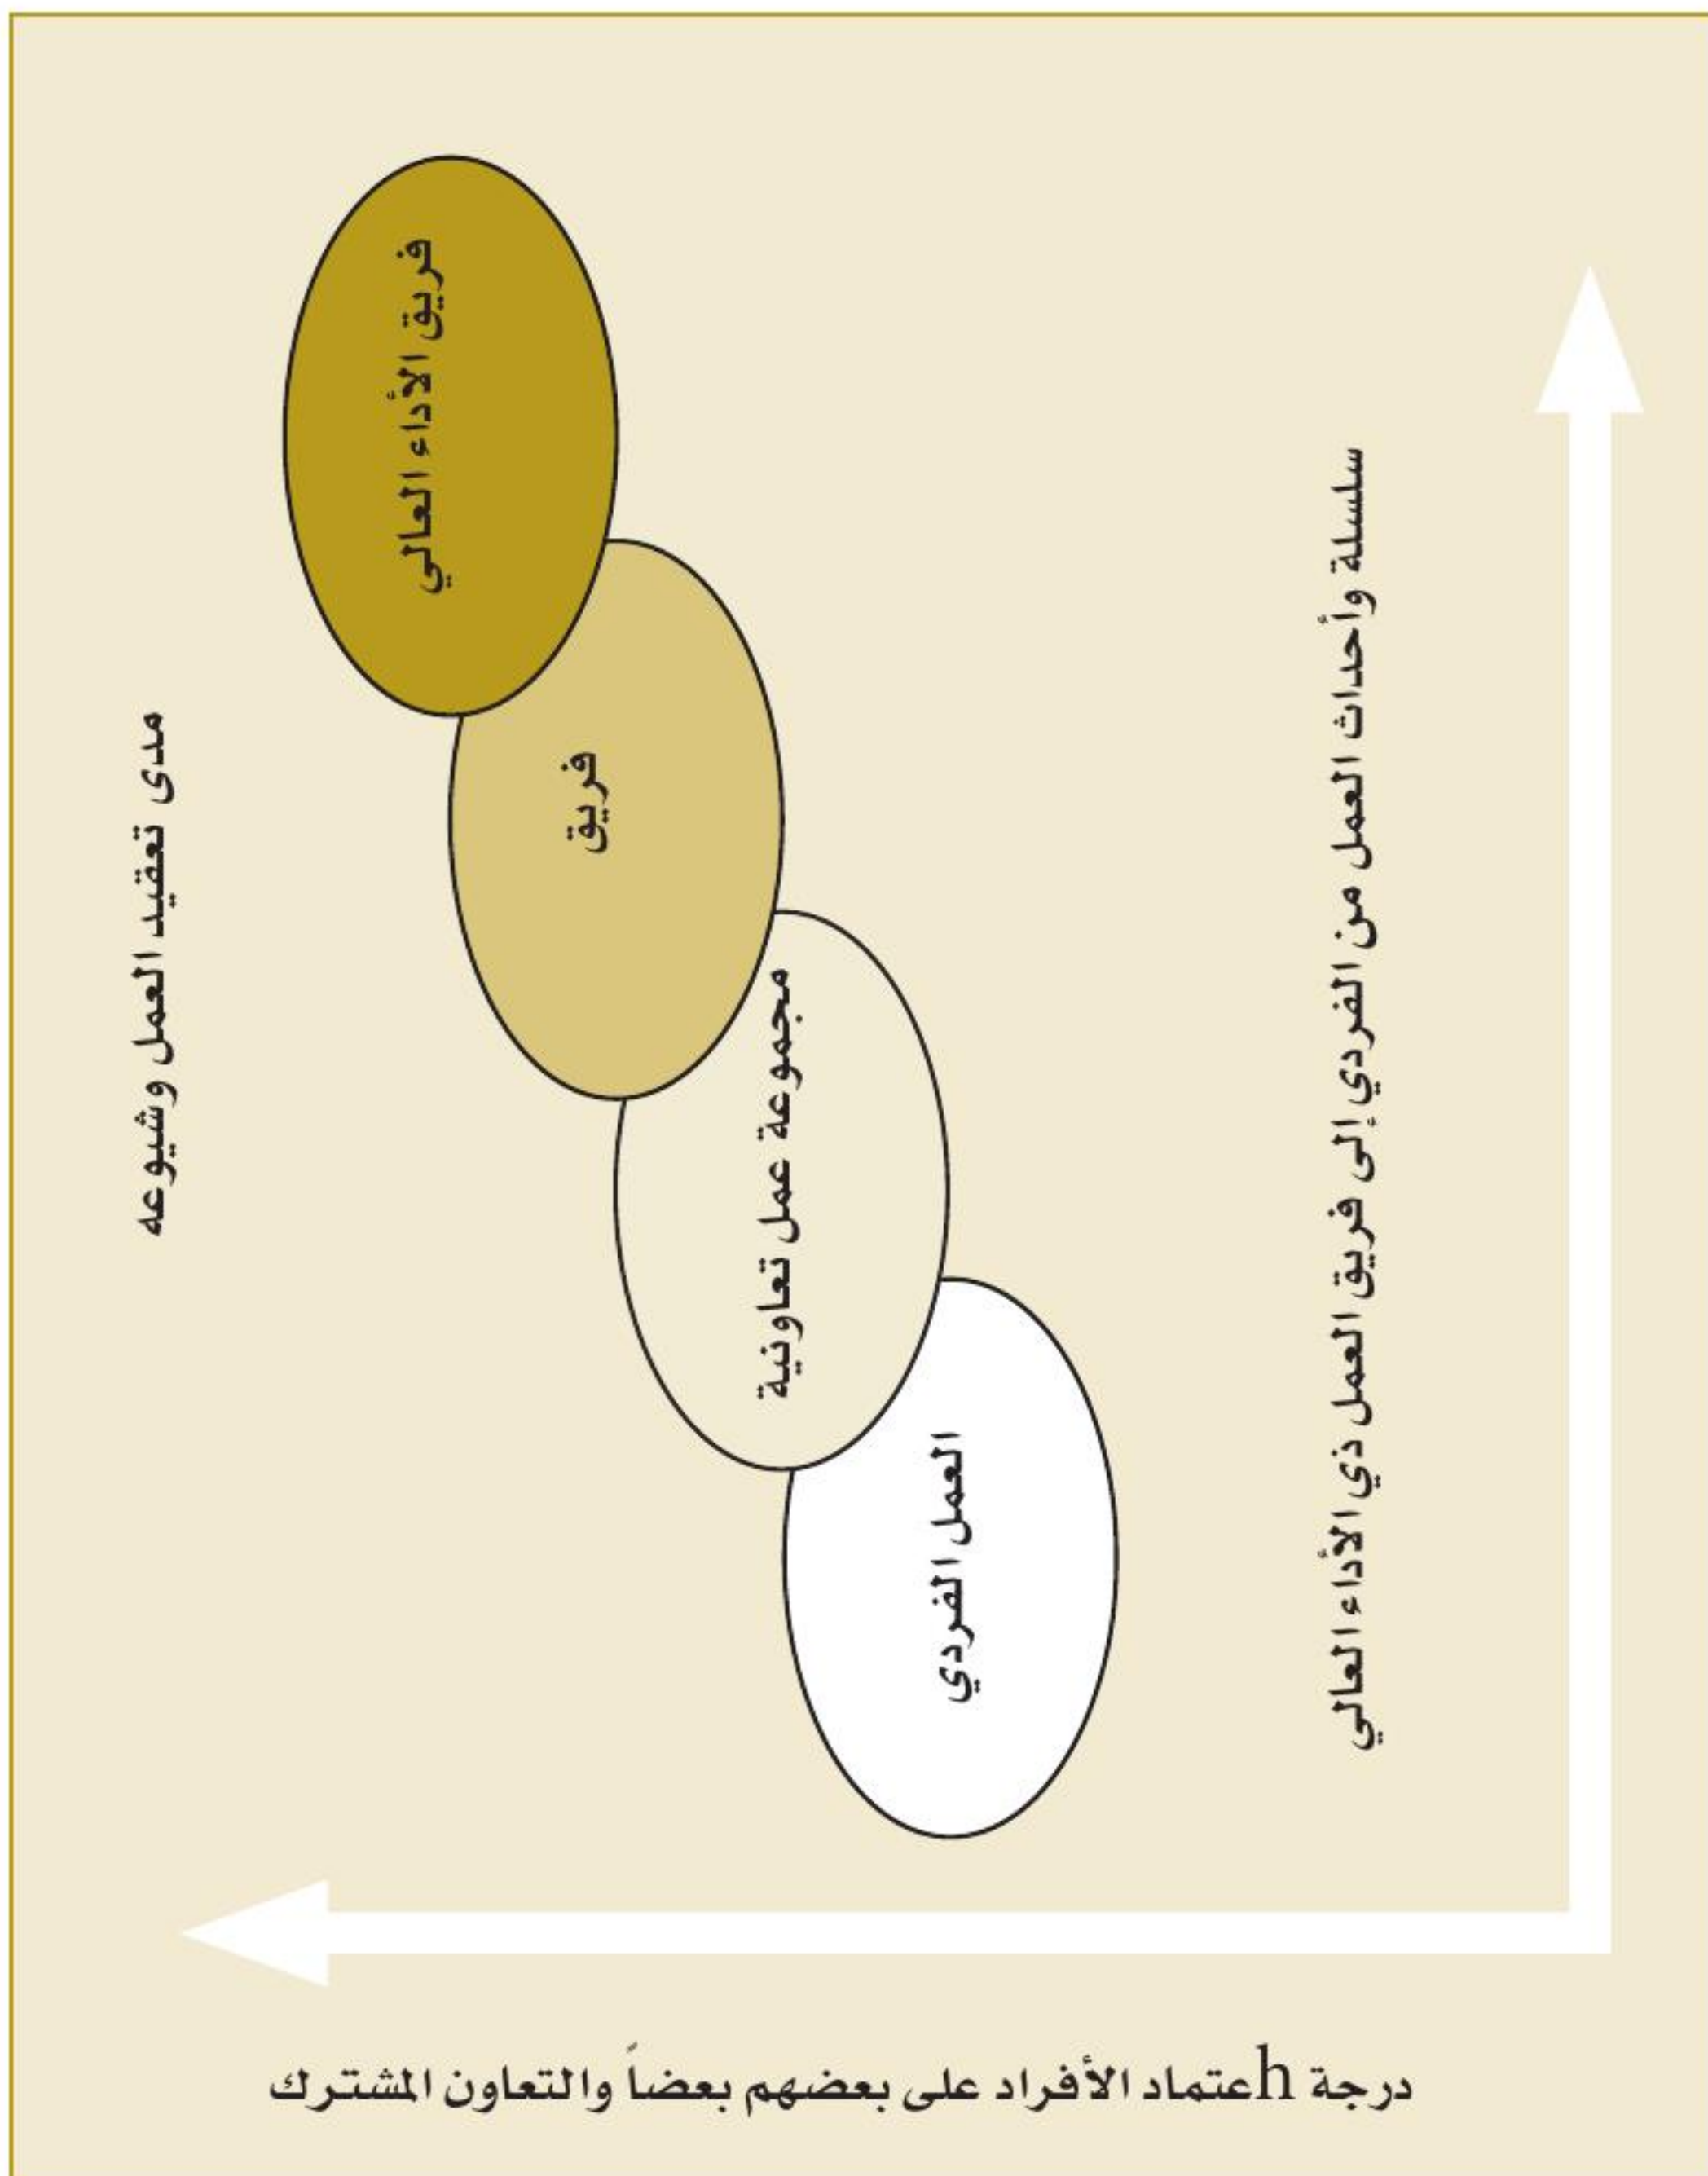 مدى تعقيد العمل وشيوعه
فريق الأداء العالي
فريق
مجموعة عمل تعاونية
العمل الفردي
سلسلة وأحداث العمل من الفردي إلى فريق العمل ذي الأداء العالي
درجة hعتماد الأفراد على بعضهم بعضاً والتعاون المشترك